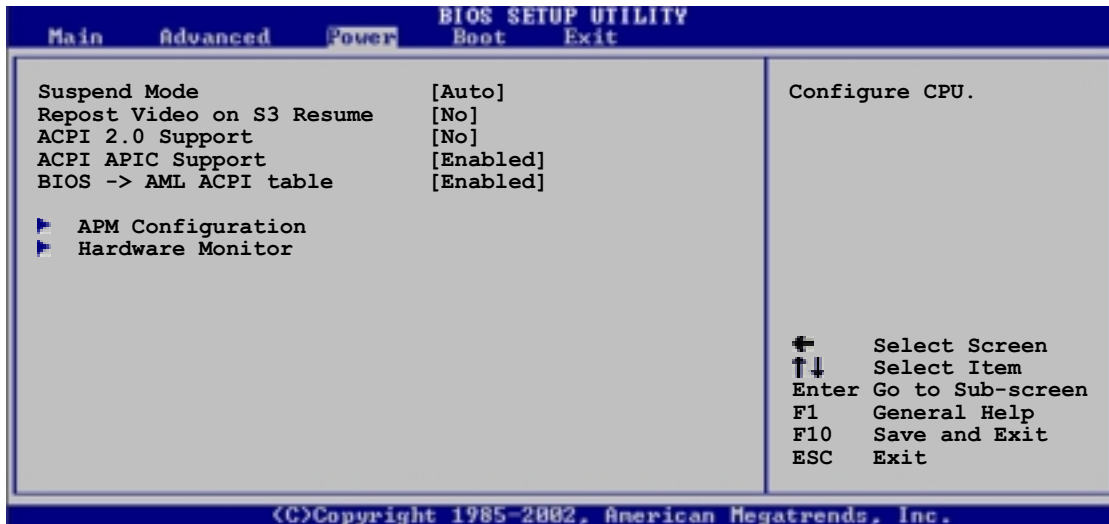 BIOS SETUP UTILITY
Main Advanced Power Boot Exit
Suspend Mode [Auto]
Repost Video on S3 Resume [No]
ACPI 2.0 Support [No]
ACPI APIC Support [Enabled]
BIOS -> AML ACPI table [Enabled]
APM Configuration
Hardware Monitor
Configure CPU.
← Select Screen
↑↓ Select Item
Enter Go to Sub-screen
F1 General Help
F10 Save and Exit
ESC Exit
(C)Copyright 1985-2002, American Megatrends, Inc.